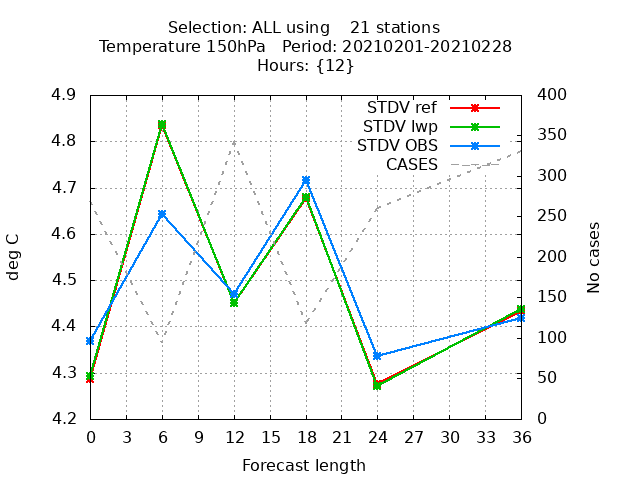 Selection: ALL using    21 stations
Temperature 150hPa   Period: 20210201-20210228
Hours: {12}
4.9
4.8
4.7
4.6
4.5
4.4
4.3
4.2
deg C
STDV ref
STDV lwp
STDV OBS
CASES
400
350
300
250
200
150
100
50
0
No cases
0 3 6 9 12 15 18 21 24 27 30 33 36
Forecast length